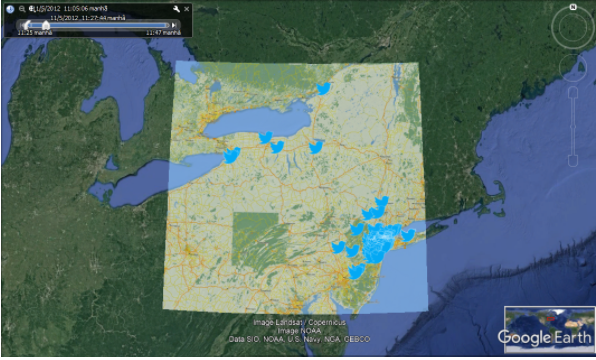 1/5/2012 11:05:06 manhã
11/5/2012 11:27:44 manhã
11:25 manhã
11:47 manhã
N
Image Landsat / Copernicus
Image NOAA
Data SIO, NOAA, U.S. Navy, NGA, GEBCO
Google Earth